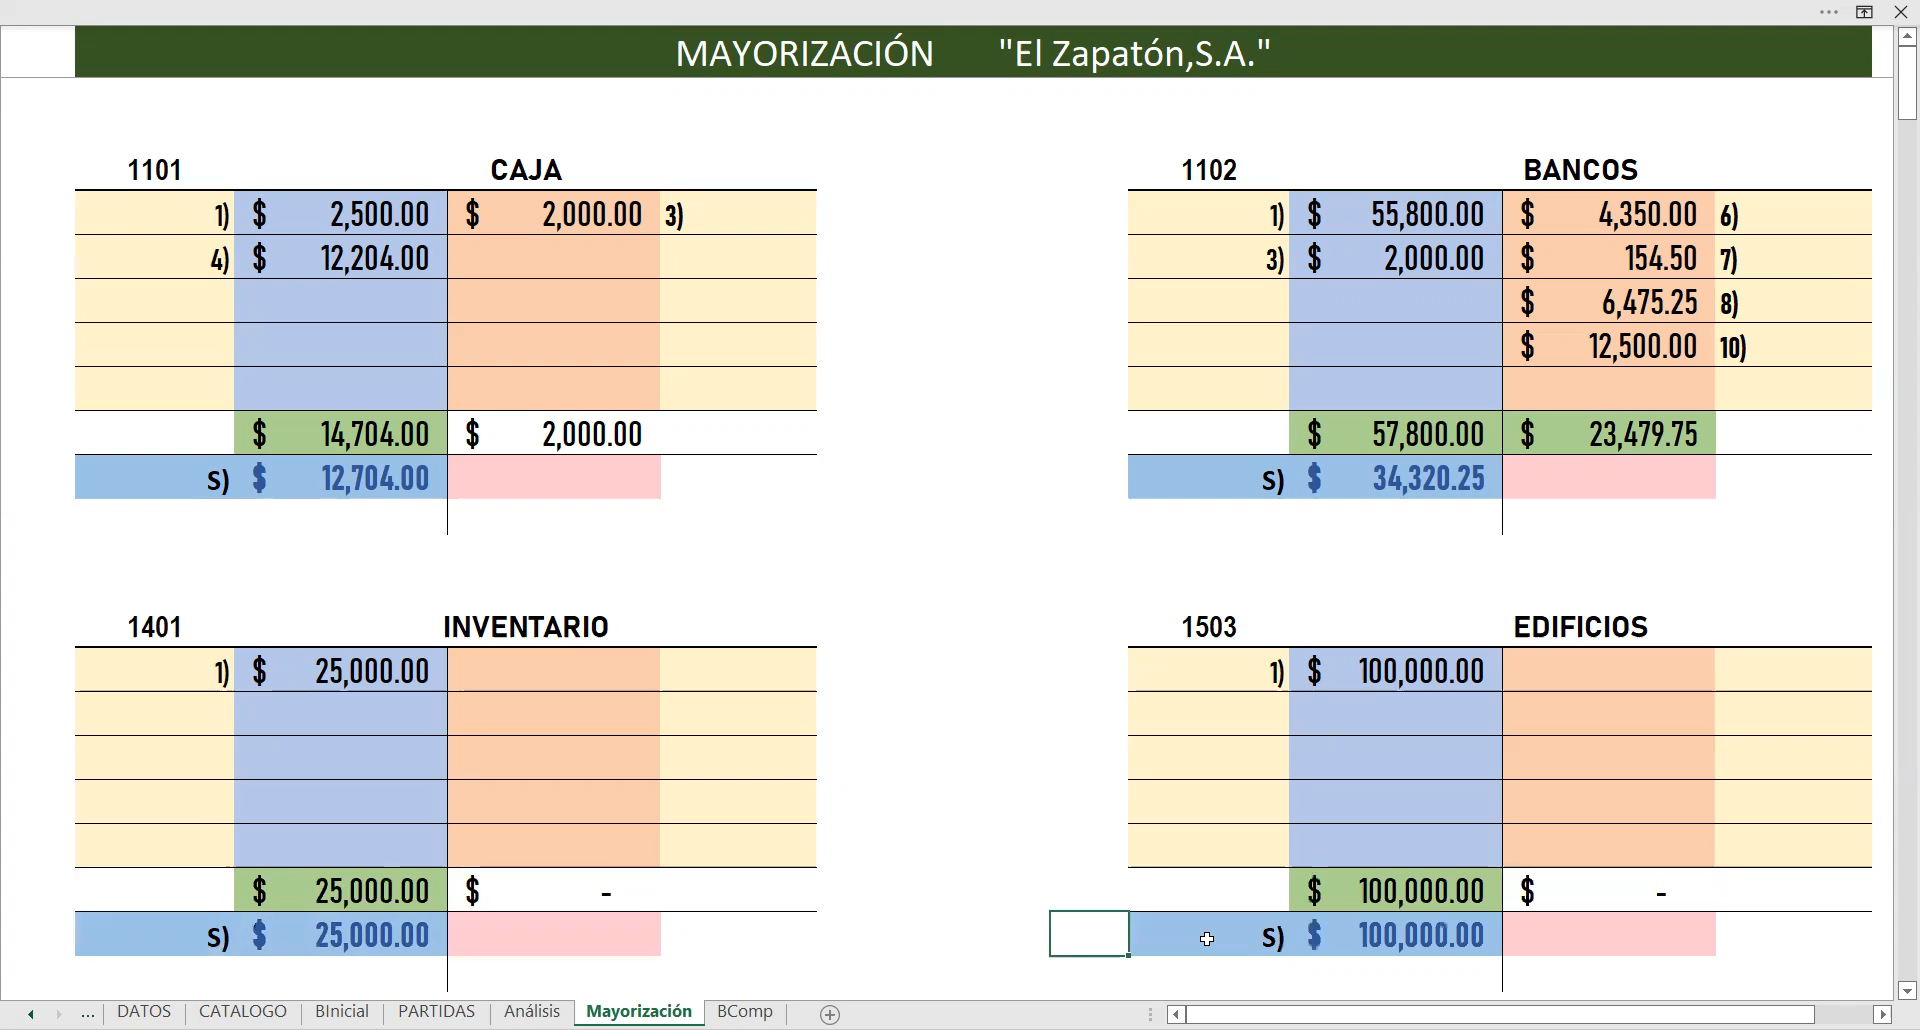 MAYORIZACIÓN "El Zapatón,S.A."
1101 CAJA
1) $ 2,500.00 $ 2,000.00 3)
4) $ 12,204.00
$ 14,704.00 $ 2,000.00
S) $ 12,704.00
1102 BANCOS
1) $ 55,800.00 $ 4,350.00 6)
3) $ 2,000.00 $ 154.50 7)
$ 6,475.25 8)
$ 12,500.00 10)
$ 57,800.00 $ 23,479.75
S) $ 34,320.25
1401 INVENTARIO
1) $ 25,000.00
$ 25,000.00 $ -
S) $ 25,000.00
1503 EDIFICIOS
1) $ 100,000.00
$ 100,000.00 $ -
S) $ 100,000.00
... DATOS CATALOGO BInicial PARTIDAS Análisis Mayorización BComp